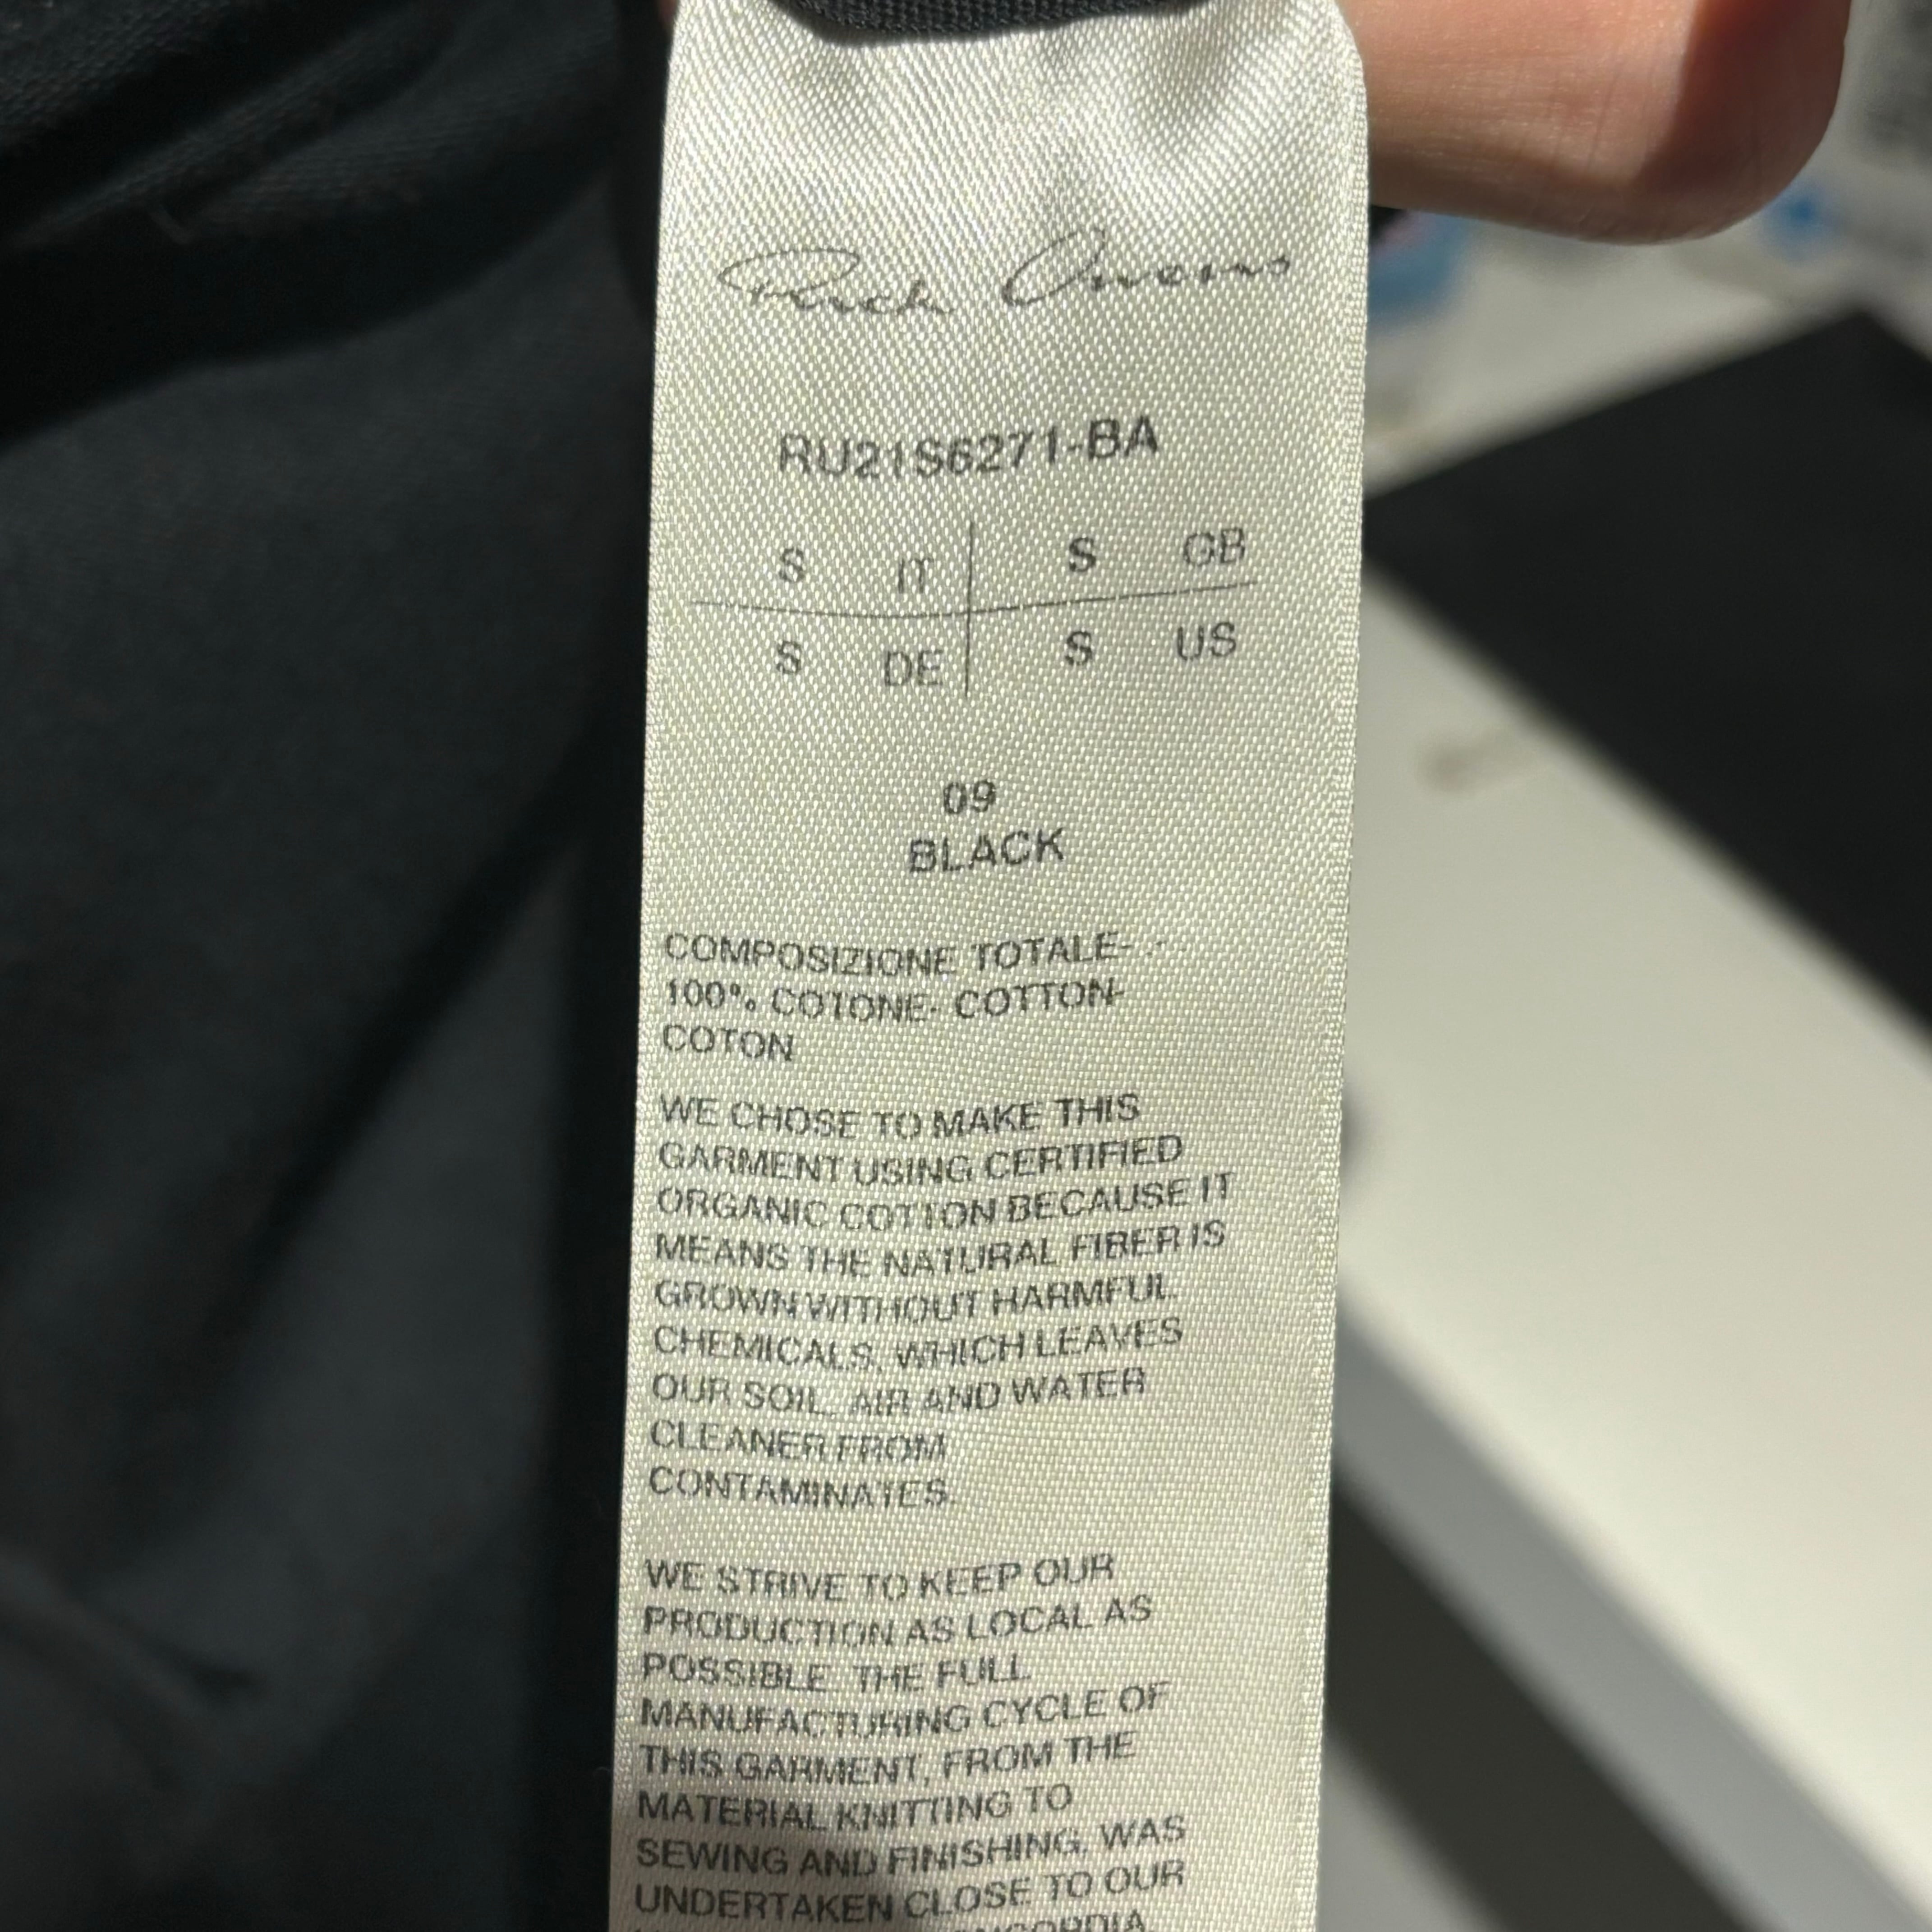 Rick Owens
RU21S6271-BA
S IT S GB
S DE S US
09
BLACK
COMPOSIZIONE TOTALE- -
100% COTONE- COTTON-
COTON
WE CHOSE TO MAKE THIS
GARMENT USING CERTIFIED
ORGANIC COTTON BECAUSE IT
MEANS THE NATURAL FIBER IS
GROWN WITHOUT HARMFUL
CHEMICALS, WHICH LEAVES
OUR SOIL, AIR AND WATER
CLEANER FROM
CONTAMINATES.
WE STRIVE TO KEEP OUR
PRODUCTION AS LOCAL AS
POSSIBLE. THE FULL
MANUFACTURING CYCLE OF
THIS GARMENT, FROM THE
MATERIAL KNITTING TO
SEWING AND FINISHING, WAS
UNDERTAKEN CLOSE TO OUR